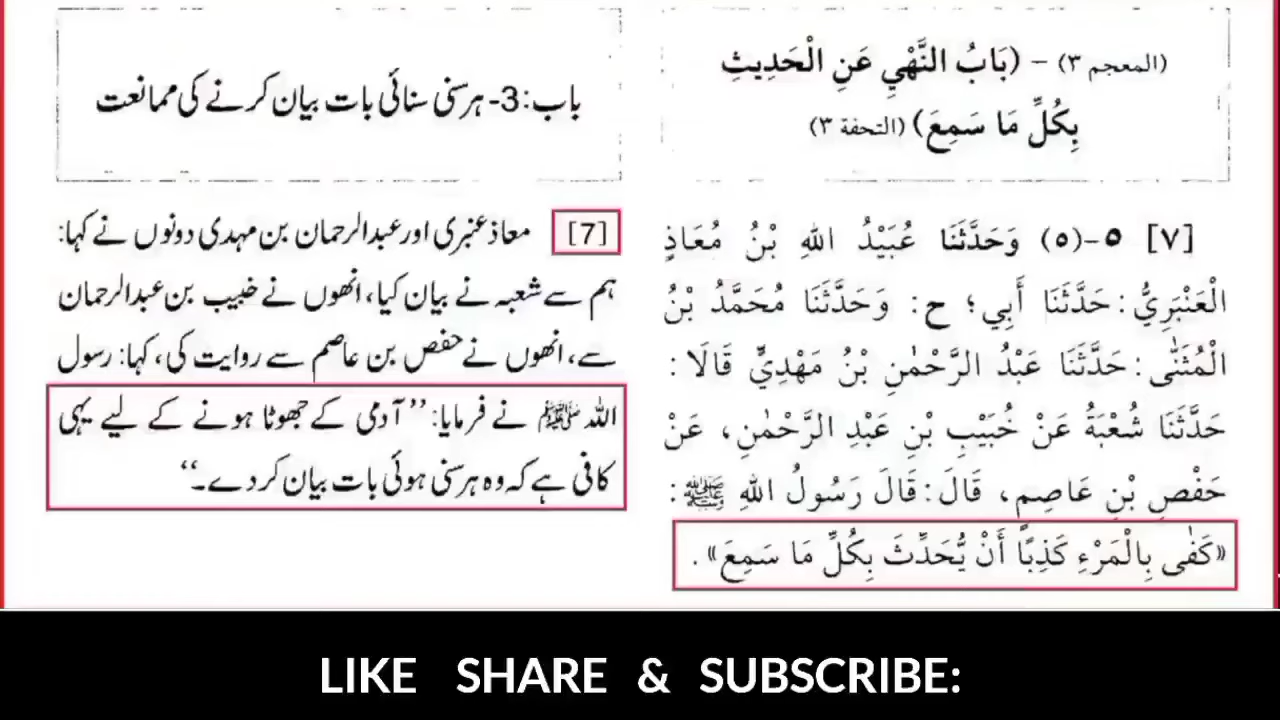 (المعجم ٣) - (بَابُ النَّهْيِ عَنِ الْحَدِيثِ
بِكُلِّ مَا سَمِعَ) (التحفة ٣)
باب:3- ہر سنی سنائی بات بیان کرنے کی ممانعت
[٧] ٥-(٥) وَحَدَّثَنَا عُبَيْدُ اللهِ بْنُ مُعَاذٍ
الْعَنْبَرِيُّ: حَدَّثَنَا أَبِي؛ ح: وَحَدَّثَنَا مُحَمَّدُ بْنُ
الْمُثَنّٰى: حَدَّثَنَا عَبْدُ الرَّحْمٰنِ بْنُ مَهْدِيٍّ قَالَا:
حَدَّثَنَا شُعْبَةُ عَنْ خُبَيْبِ بْنِ عَبْدِ الرَّحْمٰنِ، عَنْ
حَفْصِ بْنِ عَاصِمٍ، قَالَ: قَالَ رَسُولُ اللهِ ﷺ:
«كَفٰى بِالْمَرْءِ كَذِبًا أَنْ يُّحَدِّثَ بِكُلِّ مَا سَمِعَ».
[7] معاذ عنبری اور عبدالرحمان بن مہدی دونوں نے کہا:
ہم سے شعبہ نے بیان کیا، انھوں نے خبیب بن عبدالرحمان
سے، انھوں نے حفص بن عاصم سے روایت کی، کہا: رسول
اللہ ﷺ نے فرمایا: ’’آدمی کے جھوٹا ہونے کے لیے یہی
کافی ہے کہ وہ ہر سنی ہوئی بات بیان کر دے۔‘‘
LIKE SHARE & SUBSCRIBE: